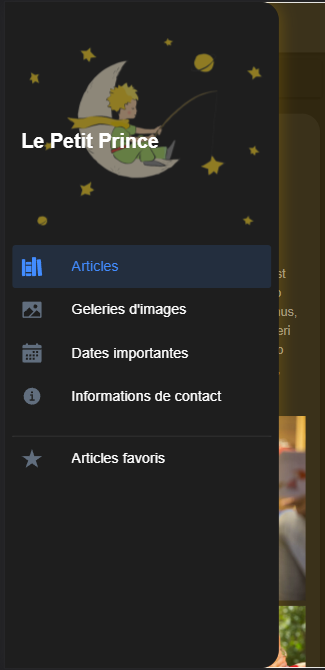 Le Petit Prince
Articles
Geleries d'images
Dates importantes
Informations de contact
Articles favoris